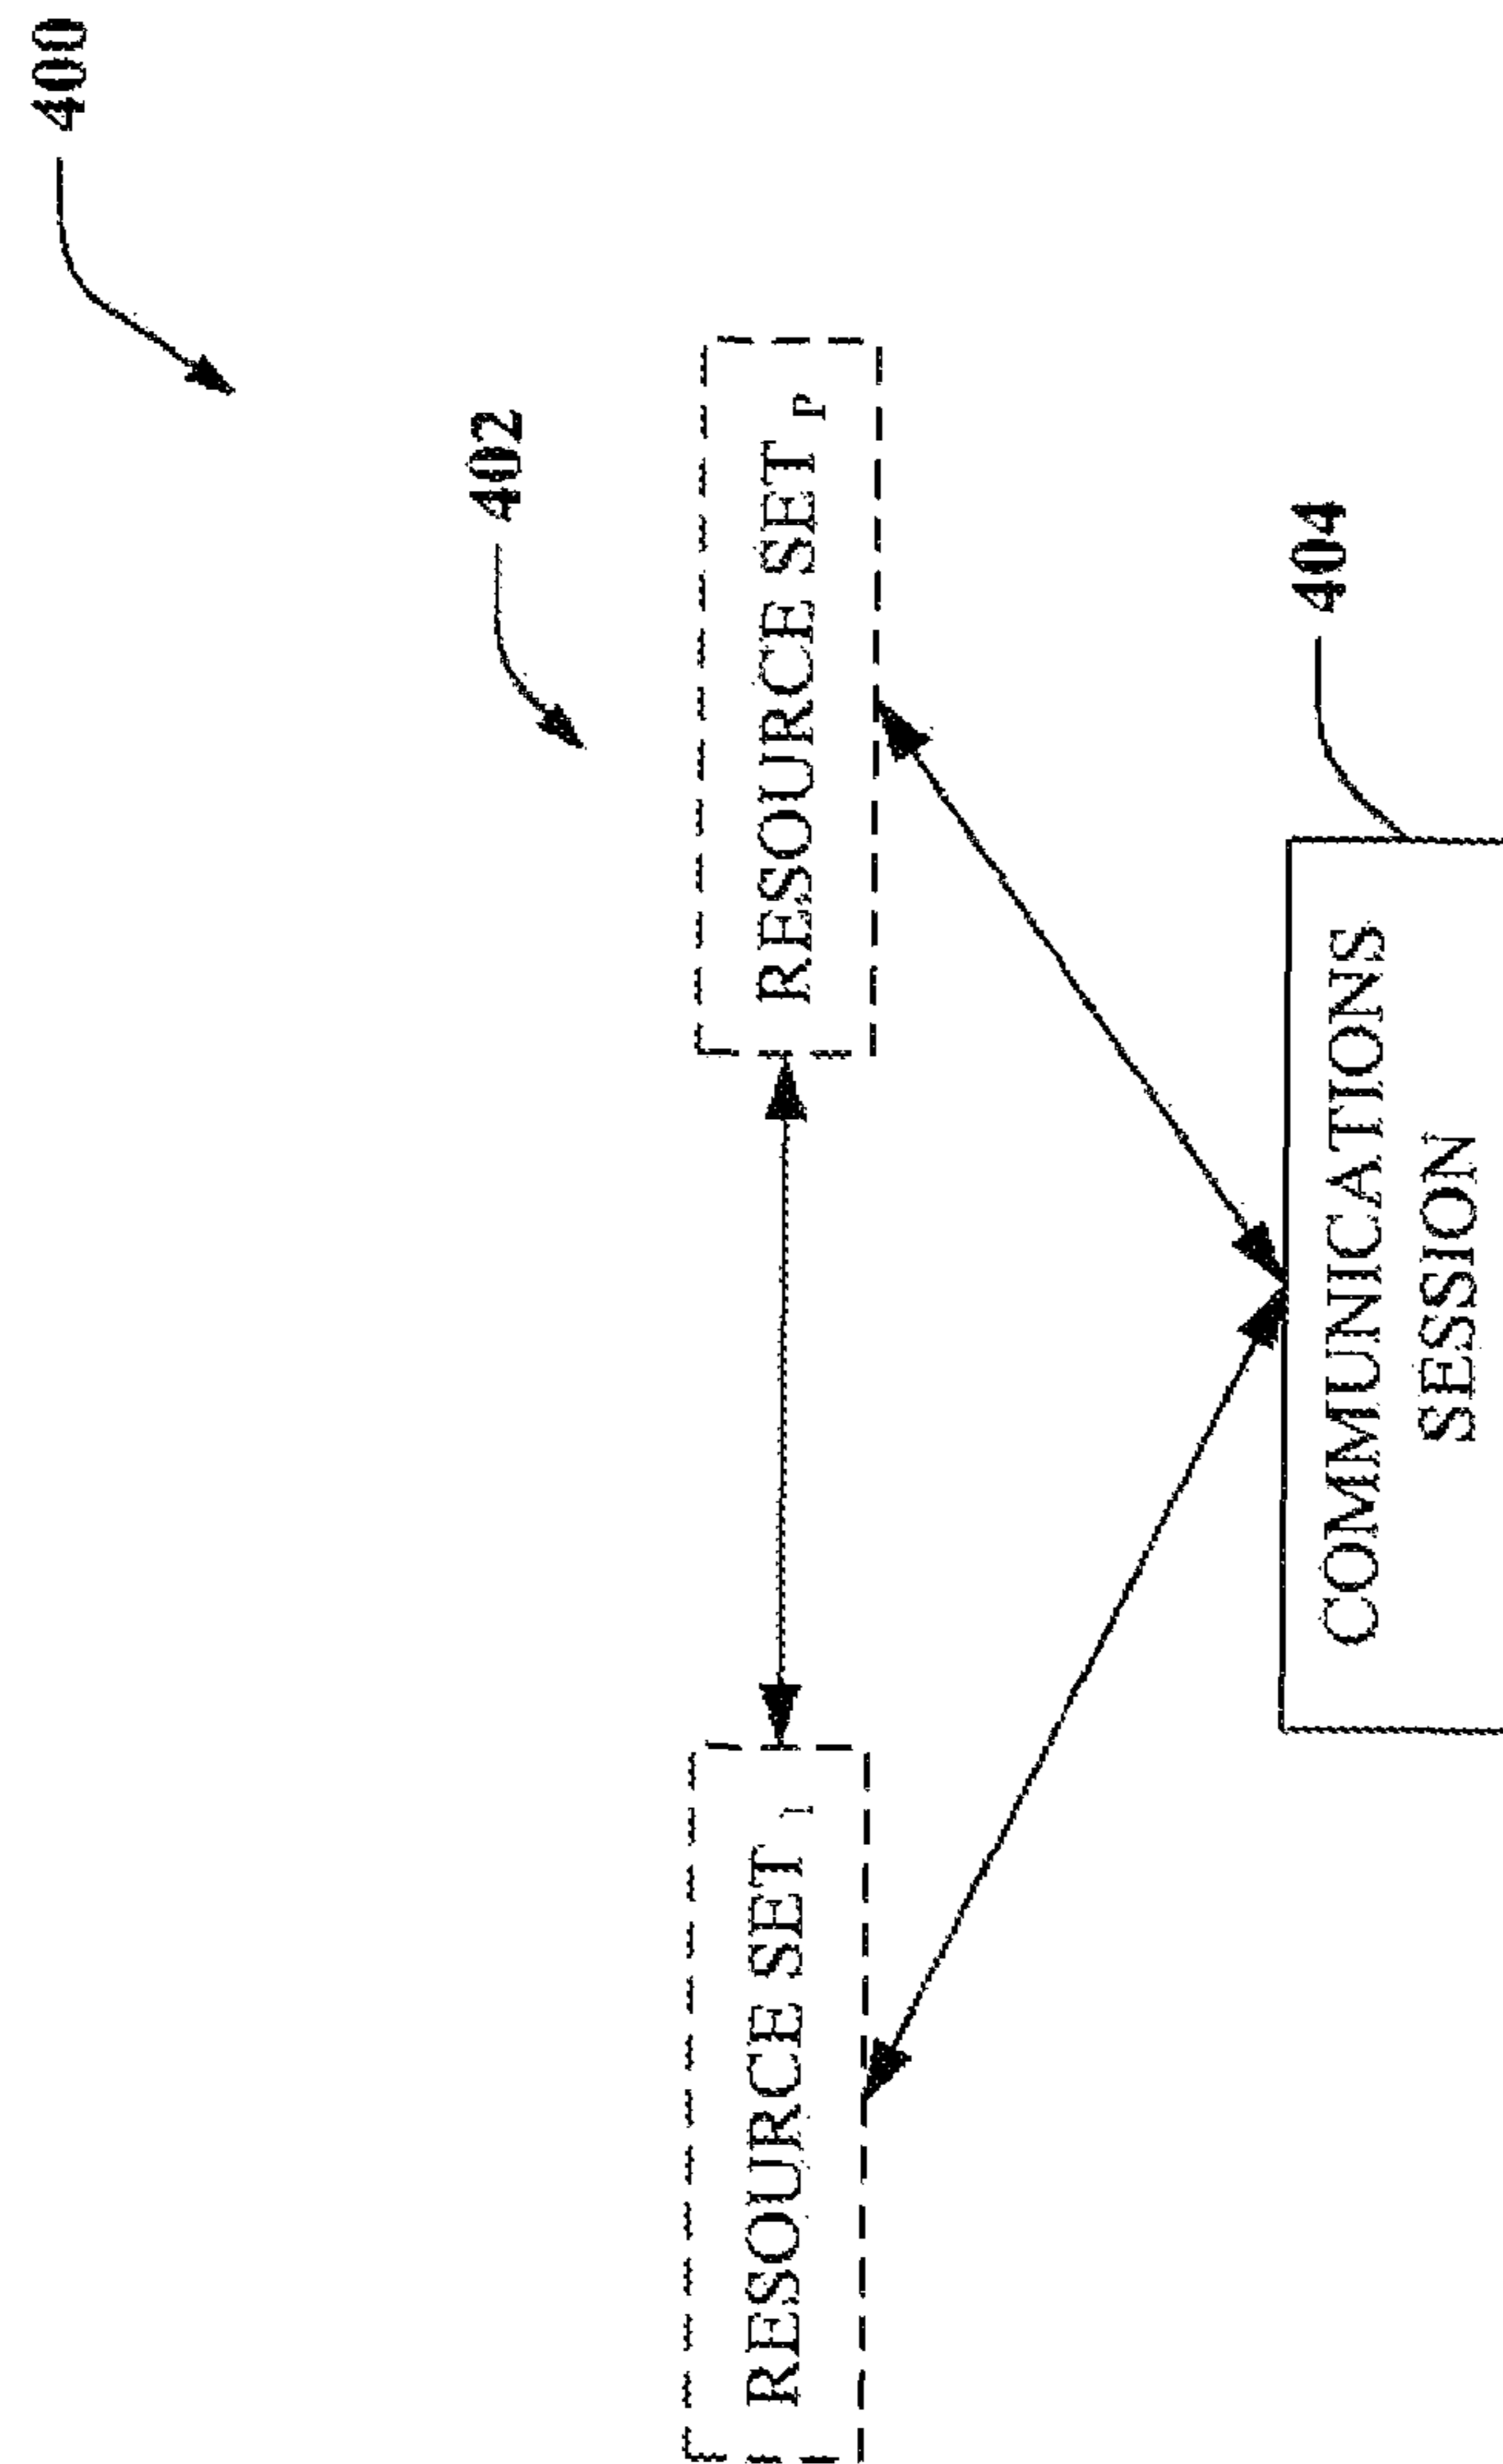 400
402
RESOURCE SET 1
RESOURCE SET P
404
COMMUNICATIONS
SESSION